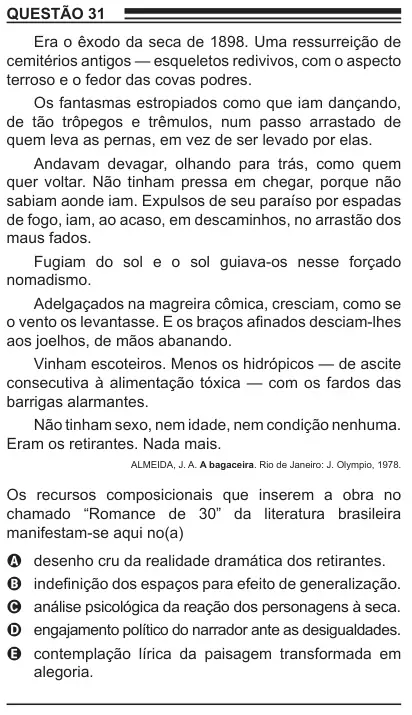 QUESTÃO 31
Era o êxodo da seca de 1898. Uma ressurreição de
cemitérios antigos — esqueletos redivivos, com o aspecto
terroso e o fedor das covas podres.
Os fantasmas estropiados como que iam dançando,
de tão trôpegos e trêmulos, num passo arrastado de
quem leva as pernas, em vez de ser levado por elas.
Andavam devagar, olhando para trás, como quem
quer voltar. Não tinham pressa em chegar, porque não
sabiam aonde iam. Expulsos de seu paraíso por espadas
de fogo, iam, ao acaso, em descaminhos, no arrastão dos
maus fados.
Fugiam do sol e o sol guiava-os nesse forçado
nomadismo.
Adelgaçados na magreira cômica, cresciam, como se
o vento os levantasse. E os braços afinados desciam-lhes
aos joelhos, de mãos abanando.
Vinham escoteiros. Menos os hidrópicos — de ascite
consecutiva à alimentação tóxica — com os fardos das
barrigas alarmantes.
Não tinham sexo, nem idade, nem condição nenhuma.
Eram os retirantes. Nada mais.
ALMEIDA, J. A. A bagaceira. Rio de Janeiro: J. Olympio, 1978.
Os recursos composicionais que inserem a obra no
chamado “Romance de 30” da literatura brasileira
manifestam-se aqui no(a)
A desenho cru da realidade dramática dos retirantes.
B indefinição dos espaços para efeito de generalização.
C análise psicológica da reação dos personagens à seca.
D engajamento político do narrador ante as desigualdades.
E contemplação lírica da paisagem transformada em
alegoria.